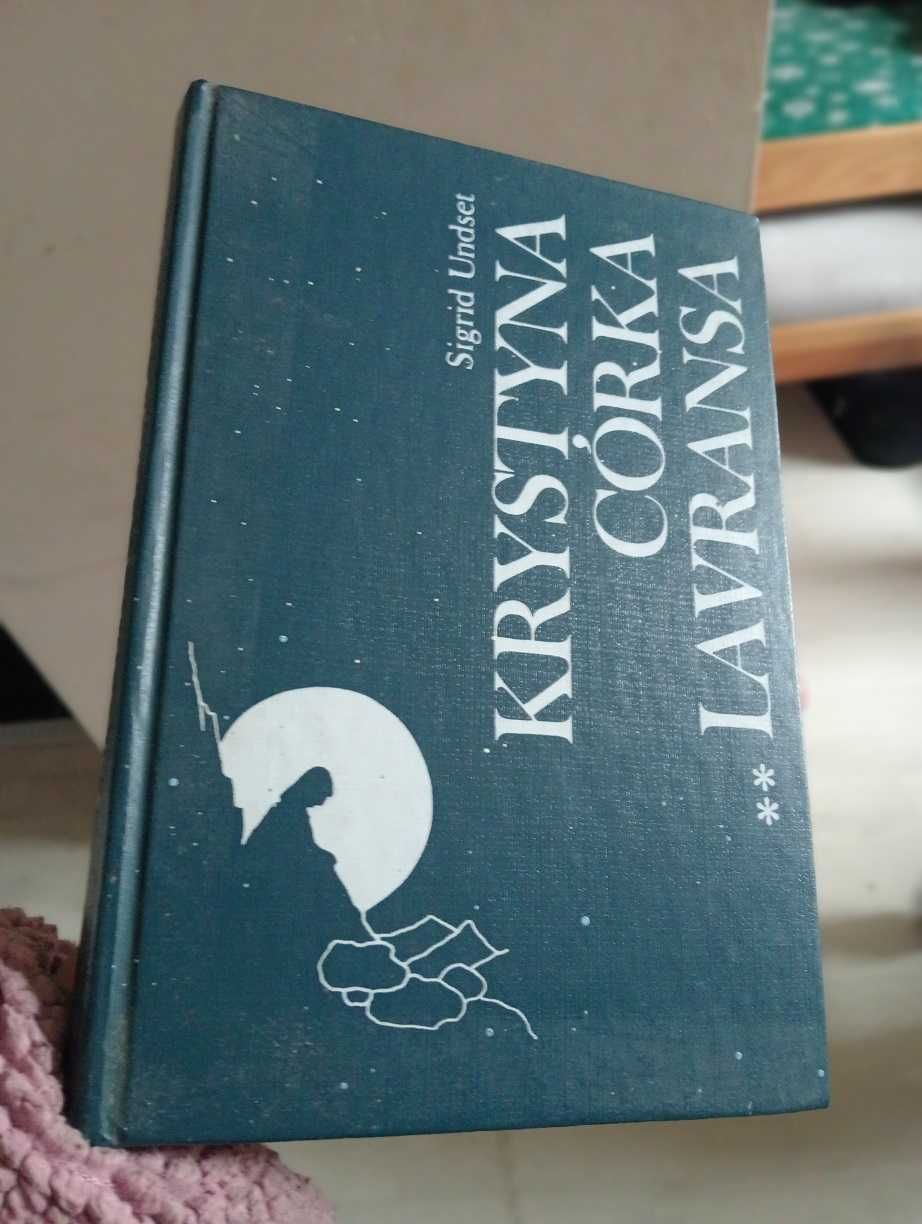 Sigrid Undset
KRYSTYNA
CÓRKA
** LAVRANSA